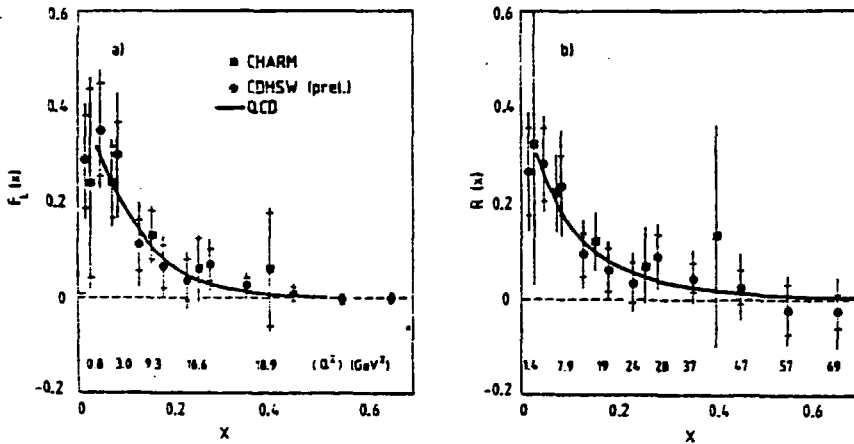 0.6
a)
■ CHARM
● CDHSW (prel.)
— QCD
0.4
F_L (x)
0.2
0
0.8 3.0 9.3 16.6 18.9 (Q²) (GeV²)
-0.2
0 0.2 0.4 0.6
X
0.6
b)
0.4
R (x)
0.2
0
1.4 7.9 19 24 28 37 47 57 69
-0.2
0 0.2 0.4 0.6
X